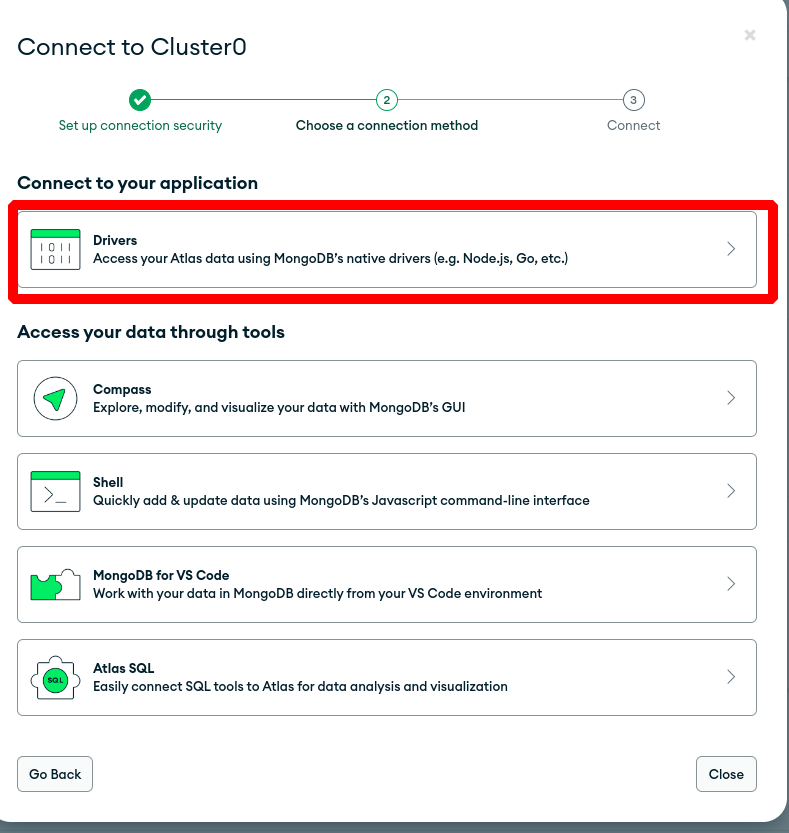 Connect to Cluster0
×
2
3
Set up connection security
Choose a connection method
Connect
Connect to your application
1011
1011
Drivers
Access your Atlas data using MongoDB's native drivers (e.g. Node.js, Go, etc.)
Access your data through tools
Compass
Explore, modify, and visualize your data with MongoDB's GUI
>_
Shell
Quickly add & update data using MongoDB's Javascript command-line interface
MongoDB for VS Code
Work with your data in MongoDB directly from your VS Code environment
SQL
Atlas SQL
Easily connect SQL tools to Atlas for data analysis and visualization
Go Back
Close